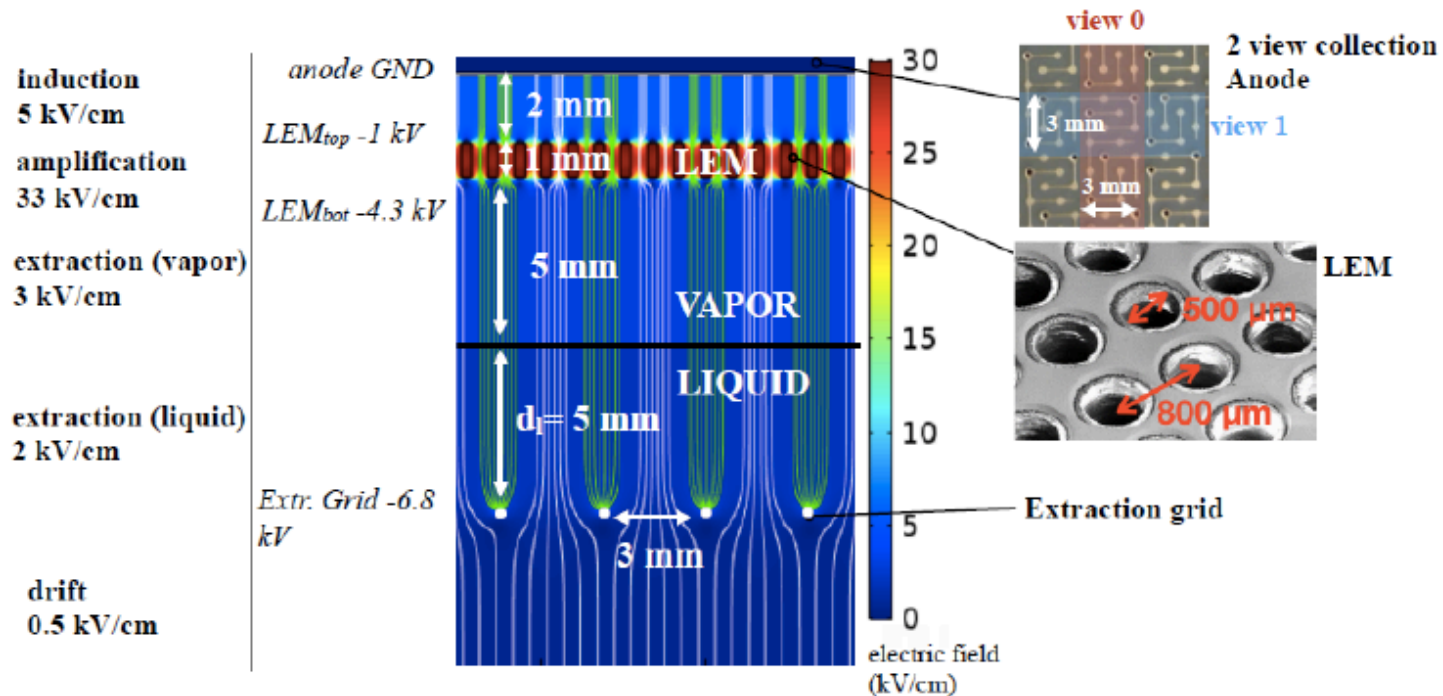 induction
5 kV/cm
amplification
33 kV/cm
extraction (vapor)
3 kV/cm
extraction (liquid)
2 kV/cm
drift
0.5 kV/cm
anode GND
LEMtop -1 kV
LEMbot -4.3 kV
Extr. Grid -6.8
kV
2 mm
1 mm
LEM
5 mm
VAPOR
LIQUID
dl= 5 mm
3 mm
30
25
20
15
10
5
0
electric field
(kV/cm)
view 0
2 view collection
Anode
3 mm
view 1
3 mm
LEM
500 µm
800 µm
Extraction grid